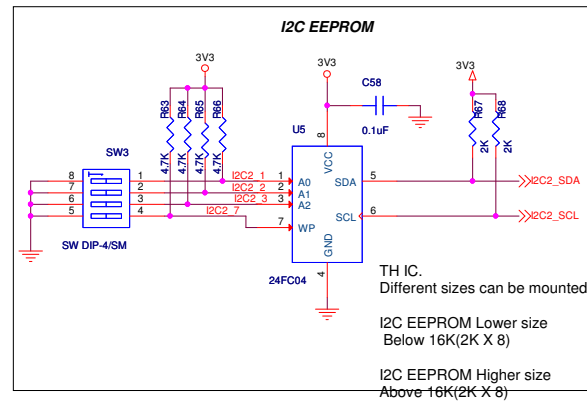 I2C EEPROM
3V3
3V3
3V3
C58
0.1uF
R63
R64
R65
R66
4.7K
4.7K
4.7K
4.7K
R67
R68
2K
2K
U5
8
VCC
SW3
8
7
6
5
1
2
3
4
SW DIP-4/SM
I2C2_1
I2C2_2
I2C2_3
I2C2_7
1
2
3
7
A0
A1
A2
WP
SDA
SCL
5
6
I2C2_SDA
I2C2_SCL
GND
4
24FC04
TH IC.
Different sizes can be mounted
I2C EEPROM Lower size
Below 16K(2K X 8)
I2C EEPROM Higher size
Above 16K(2K X 8)